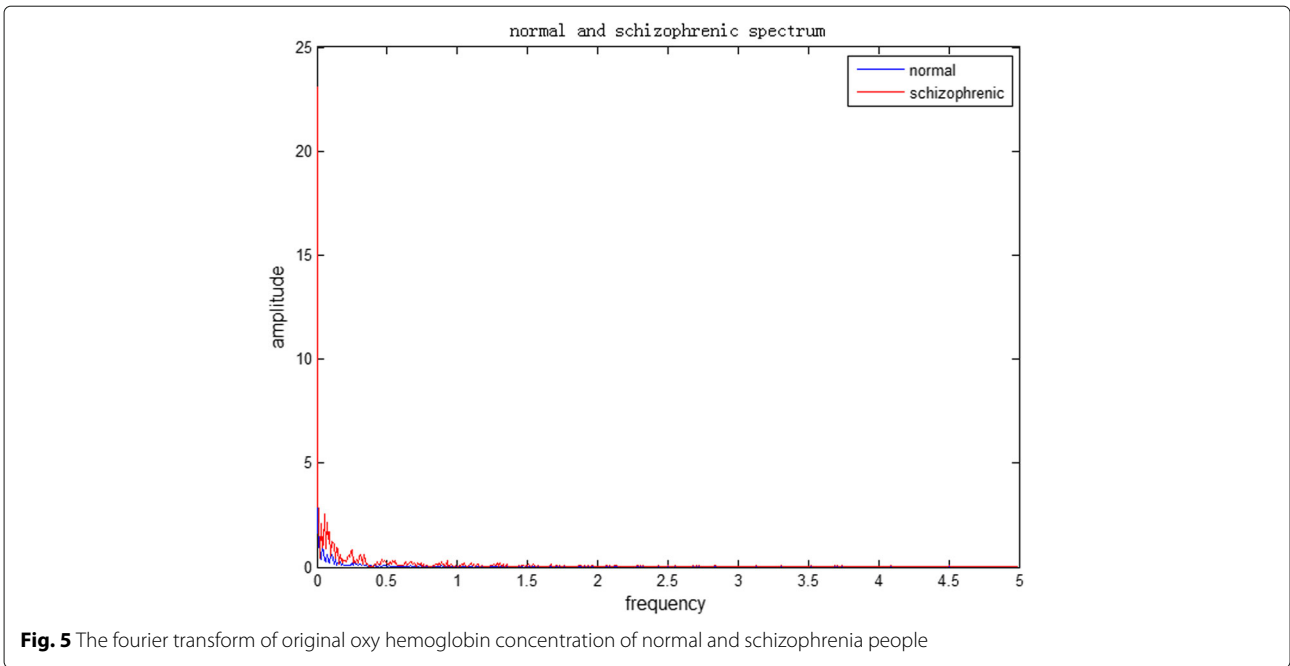 normal and schizophrenic spectrum
normal
schizophrenic
25
20
15
10
5
0
amplitude
0 0.5 1 1.5 2 2.5 3 3.5 4 4.5 5
frequency
Fig. 5 The fourier transform of original oxy hemoglobin concentration of normal and schizophrenia people